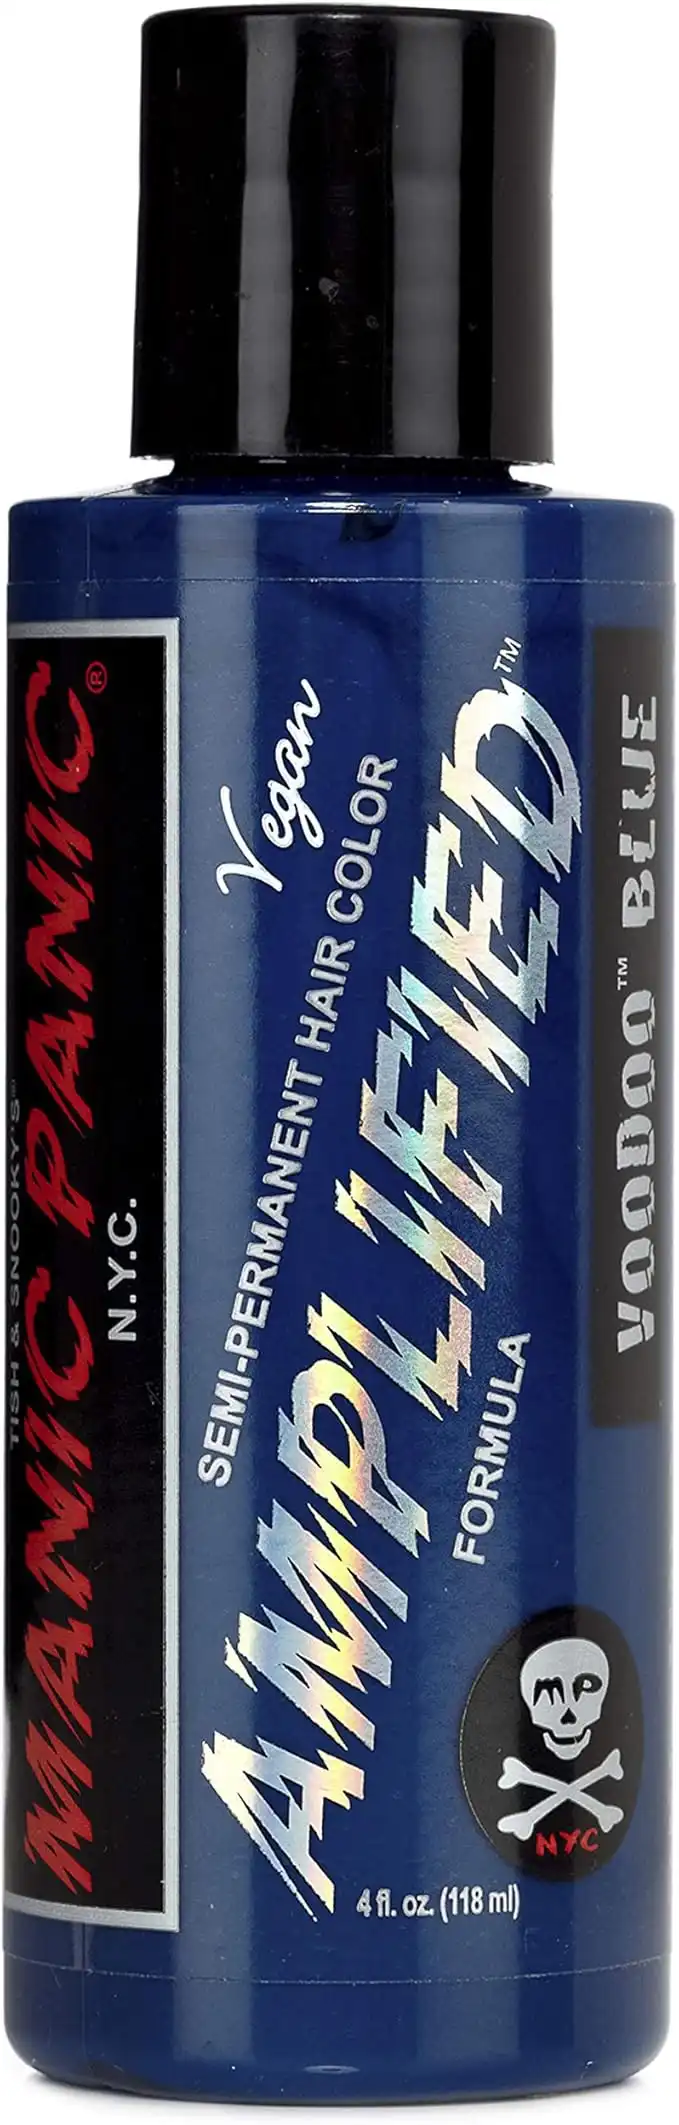 TISH & SNOOKY'S®
MANIC PANIC®
N.Y.C.
Vegan
SEMI-PERMANENT HAIR COLOR
AMPLIFIED™
FORMULA
VOODOO™ BLUE
MP
NYC
4 fl. oz. (118 ml)